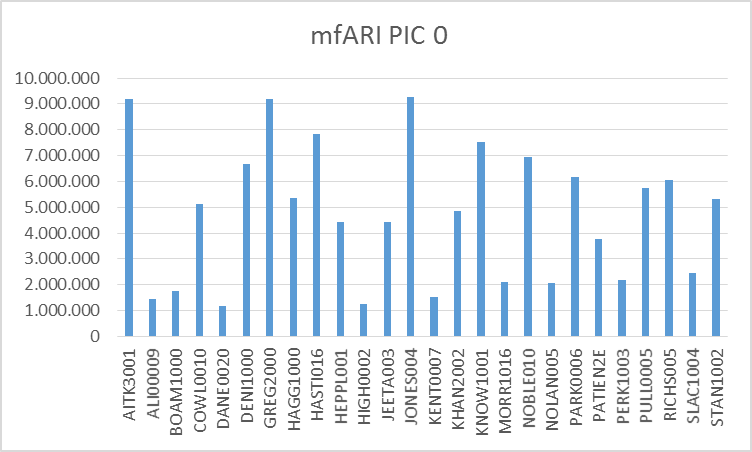 mfARI PIC 0
10.000.000
9.000.000
8.000.000
7.000.000
6.000.000
5.000.000
4.000.000
3.000.000
2.000.000
1.000.000
0
AITK3001
ALI00009
BOAM1000
COWL0010
DANE0020
DENI1000
GREG2000
HAGG1000
HASTI016
HEPPL001
HIGH0002
JEETA003
JONES004
KENT0007
KHAN2002
KNOW1001
MORR1016
NOBLE010
NOLAN005
PARK0006
PATIEN2E
PERK1003
PULL0005
RICHS005
SLAC1004
STAN1002